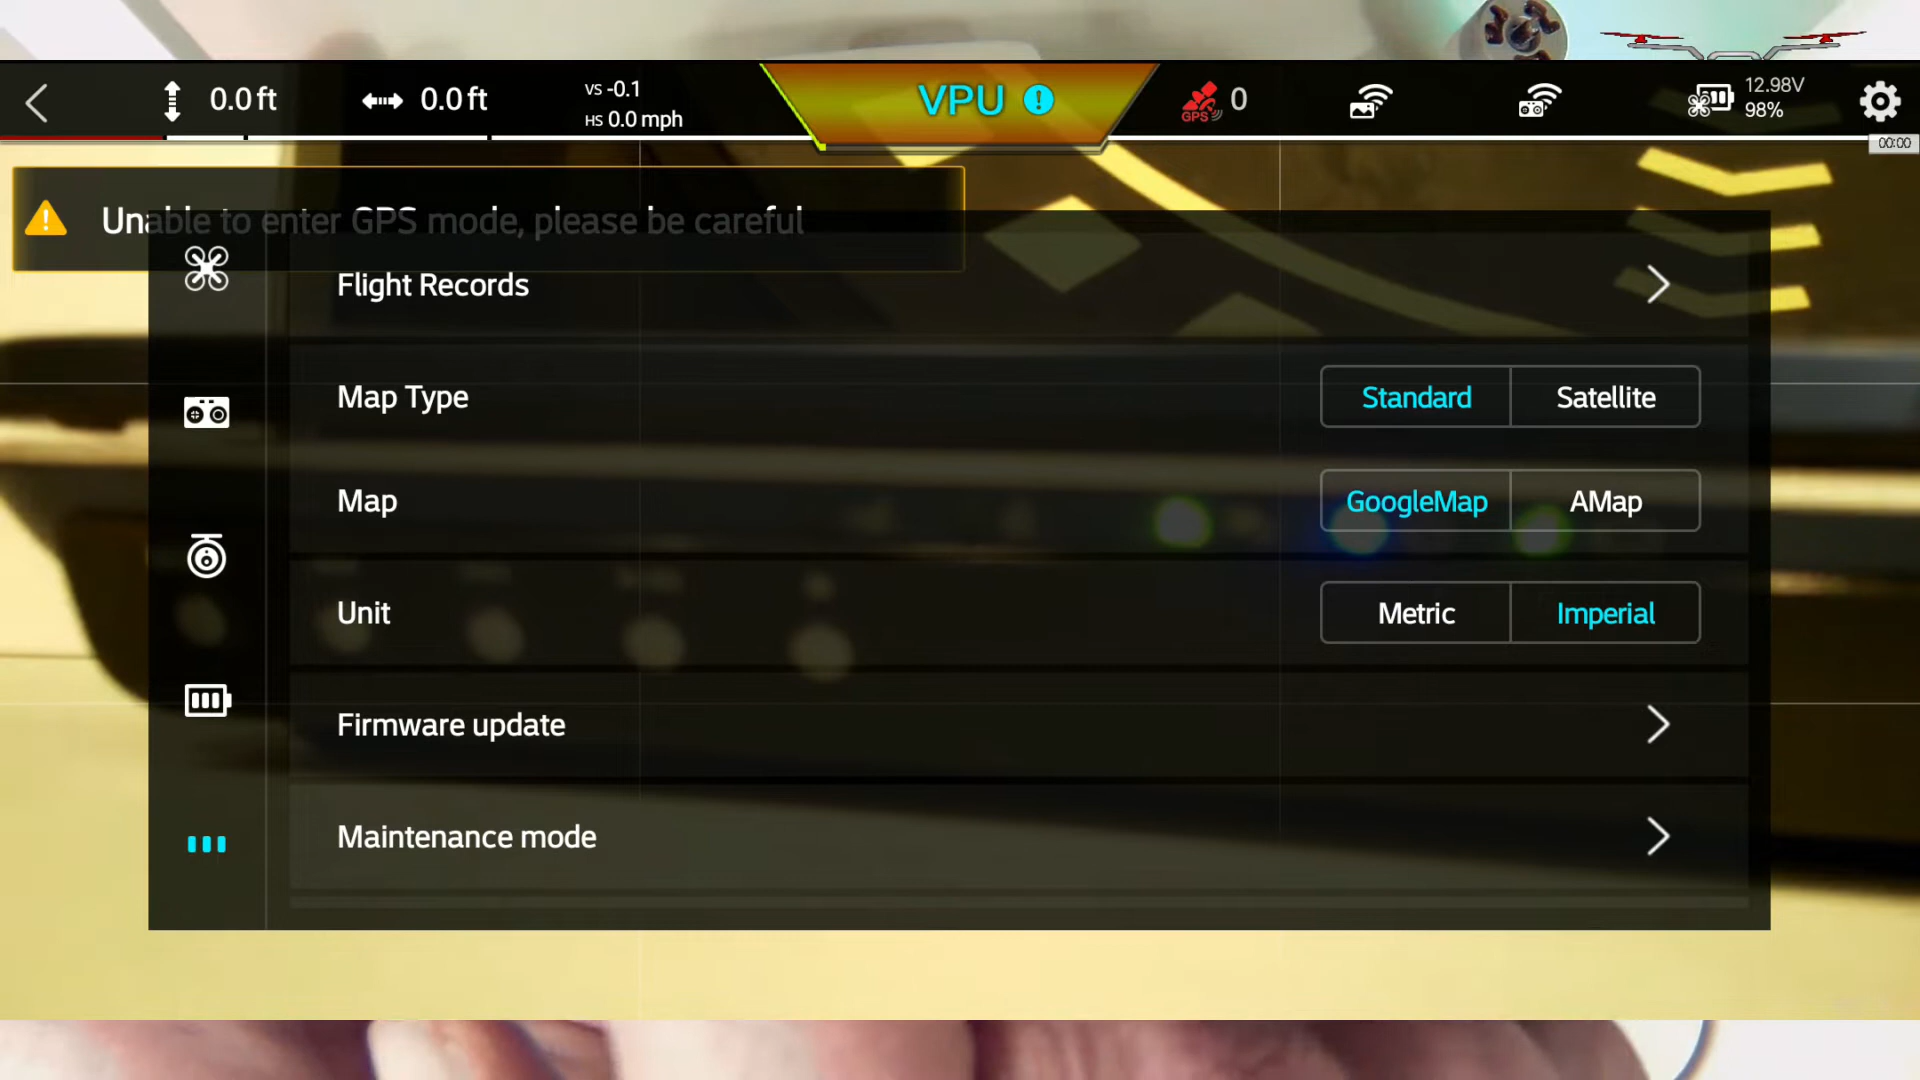 0.0 ft
0.0 ft
VS -0.1
HS 0.0 mph
VPU
GPS
0
12.98V
98%
00:00
Unable to enter GPS mode, please be careful
Flight Records
Map Type
Standard
Satellite
Map
GoogleMap
AMap
Unit
Metric
Imperial
Firmware update
Maintenance mode